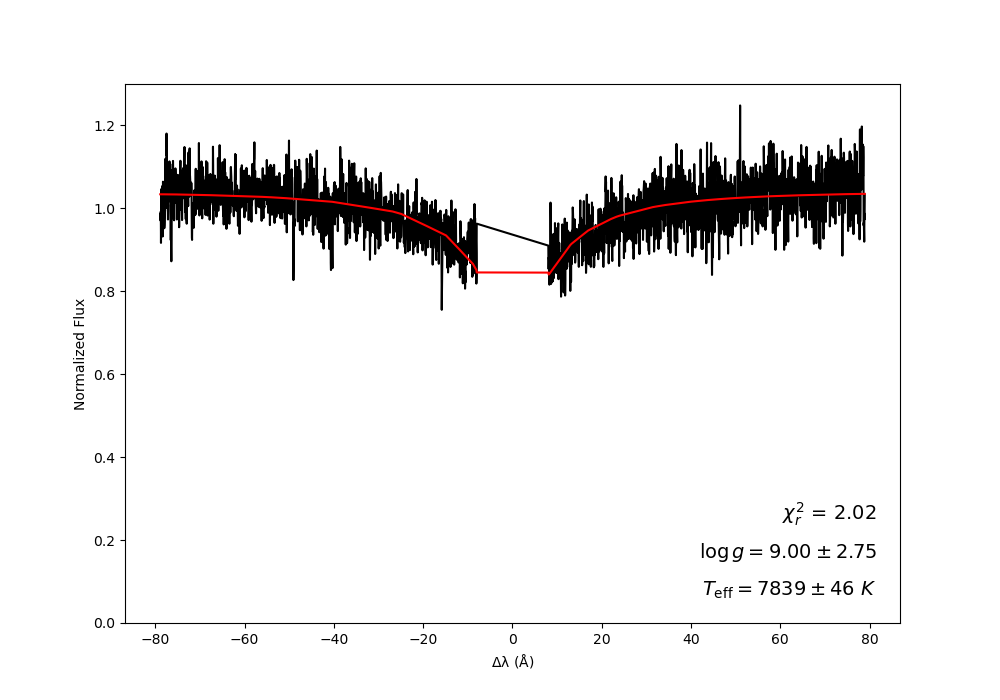 1.2
1.0
0.8
0.6
0.4
0.2
0.0
Normalized Flux
χ²ᵣ = 2.02
log g = 9.00 ± 2.75
T_eff = 7839 ± 46 K
−80 −60 −40 −20 0 20 40 60 80
Δλ (Å)